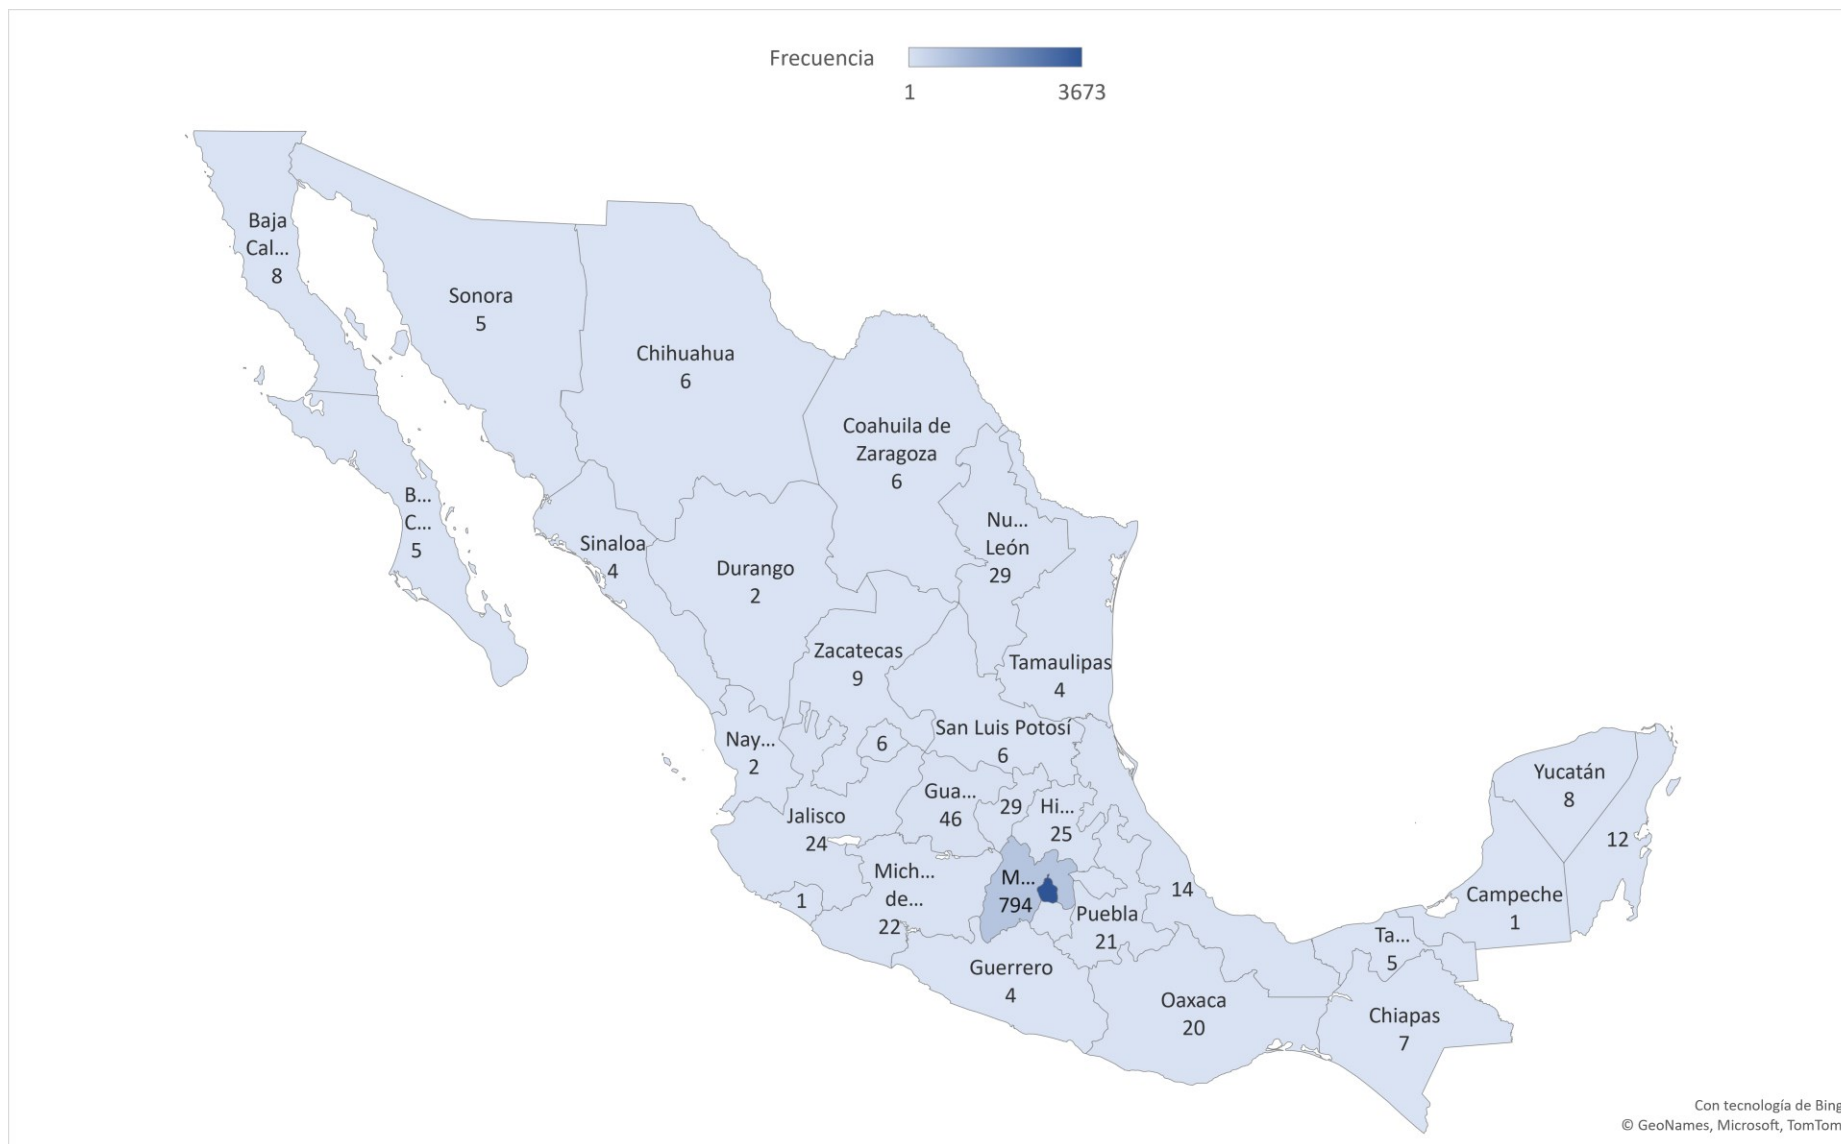 Frecuencia
1 3673
Baja
Cal...
8
Sonora
5
Chihuahua
6
Coahuila de
Zaragoza
6
B...
C...
5
Nu...
León
29
Sinaloa
4
Durango
2
Zacatecas
9
Tamaulipas
4
San Luis Potosí
6
Nay...
2
6
Yucatán
8
Gua...
46
29
Hi...
25
Jalisco
24
12
Mich...
de...
22
M...
794
14
1
Campeche
1
Puebla
21
Ta...
5
Guerrero
4
Oaxaca
20
Chiapas
7
Con tecnología de Bing
© GeoNames, Microsoft, TomTom